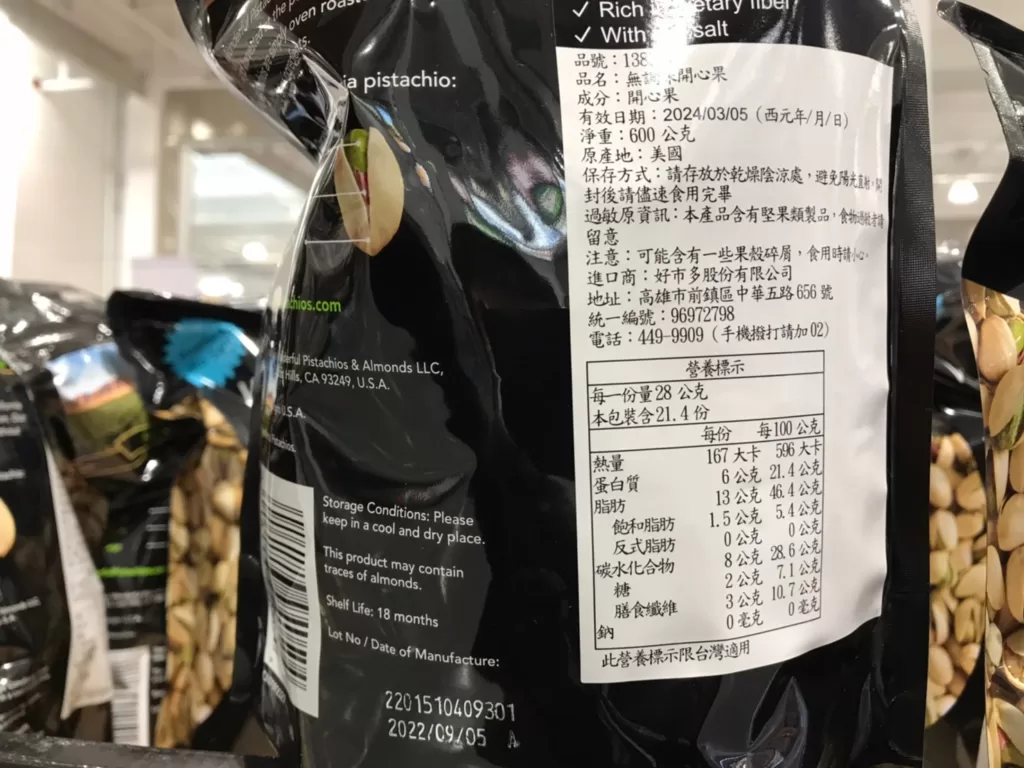 oven roast
Rich
etary fiber
With
salt
ia pistachio:
chios.com
erful Pistachios & Almonds LLC,
Hills, CA 93249, U.S.A.
U.S.A.
Storage Conditions: Please
keep in a cool and dry place.
This product may contain
traces of almonds.
Shelf Life: 18 months
Lot No / Date of Manufacture:
2201510409301
2022/09/05 A
品號：138
品名：無調味開心果
成分：開心果
有效日期：2024/03/05（西元年/月/日）
淨重：600 公克
原產地：美國
保存方式：請存放於乾燥陰涼處，避免陽光直射，開
封後請儘速食用完畢
過敏原資訊：本產品含有堅果類製品，食物過敏者請
留意
注意：可能含有一些果殼碎屑，食用時請小心。
進口商：好市多股份有限公司
地址：高雄市前鎮區中華五路 656 號
統一編號：96972798
電話：449-9909（手機撥打請加 02）
營養標示
每一份量 28 公克
本包裝含 21.4 份
每份 每 100 公克
熱量 167 大卡 596 大卡
蛋白質 6 公克 21.4 公克
脂肪 13 公克 46.4 公克
飽和脂肪 1.5 公克 5.4 公克
反式脂肪 0 公克 0 公克
碳水化合物 8 公克 28.6 公克
糖 2 公克 7.1 公克
膳食纖維 3 公克 10.7 公克
鈉 0 毫克 0 毫克
此營養標示限台灣適用